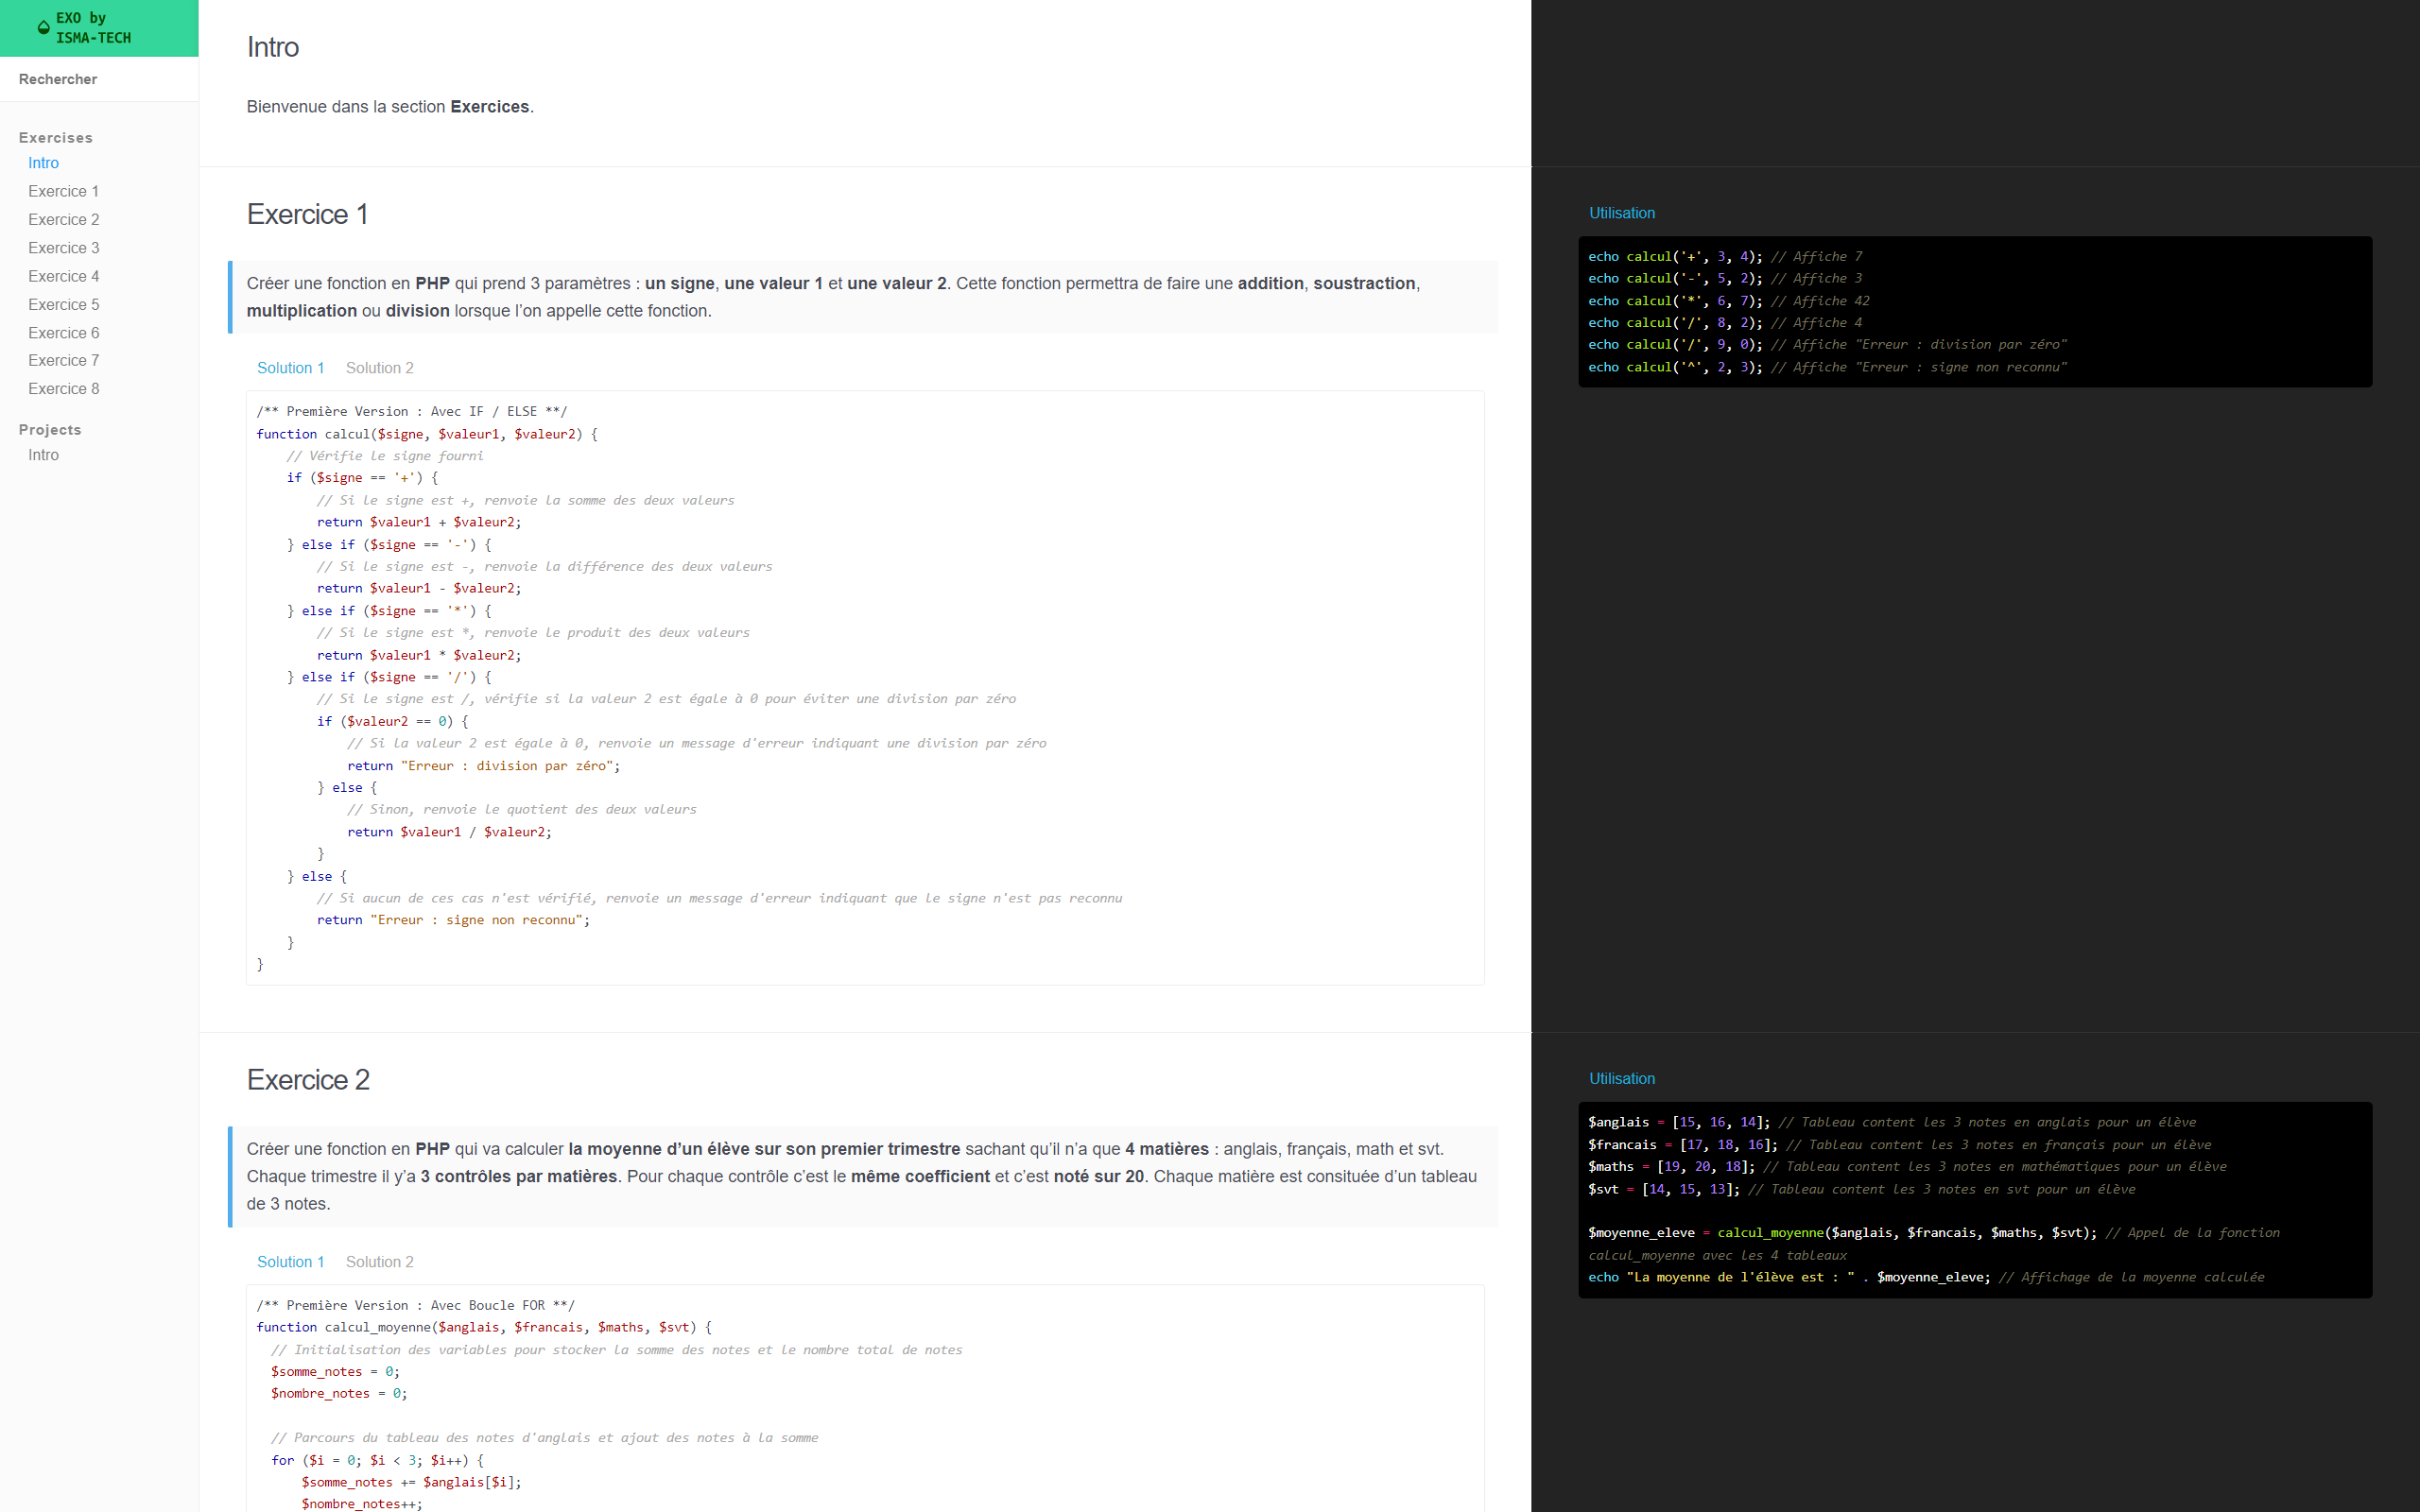 EXO by
ISMA-TECH
Rechercher
Exercises
Intro
Exercice 1
Exercice 2
Exercice 3
Exercice 4
Exercice 5
Exercice 6
Exercice 7
Exercice 8
Projects
Intro
Intro
Bienvenue dans la section Exercices.
Exercice 1
Créer une fonction en PHP qui prend 3 paramètres : un signe, une valeur 1 et une valeur 2. Cette fonction permettra de faire une addition, soustraction,
multiplication ou division lorsque l’on appelle cette fonction.
Solution 1 Solution 2
/** Première Version : Avec IF / ELSE **/
function calcul($signe, $valeur1, $valeur2) {
    // Vérifie le signe fourni
    if ($signe == '+') {
        // Si le signe est +, renvoie la somme des deux valeurs
        return $valeur1 + $valeur2;
    } else if ($signe == '-') {
        // Si le signe est -, renvoie la différence des deux valeurs
        return $valeur1 - $valeur2;
    } else if ($signe == '*') {
        // Si le signe est *, renvoie le produit des deux valeurs
        return $valeur1 * $valeur2;
    } else if ($signe == '/') {
        // Si le signe est /, vérifie si la valeur 2 est égale à 0 pour éviter une division par zéro
        if ($valeur2 == 0) {
            // Si la valeur 2 est égale à 0, renvoie un message d'erreur indiquant une division par zéro
            return "Erreur : division par zéro";
        } else {
            // Sinon, renvoie le quotient des deux valeurs
            return $valeur1 / $valeur2;
        }
    } else {
        // Si aucun de ces cas n'est vérifié, renvoie un message d'erreur indiquant que le signe n'est pas reconnu
        return "Erreur : signe non reconnu";
    }
}
Utilisation
echo calcul('+', 3, 4); // Affiche 7
echo calcul('-', 5, 2); // Affiche 3
echo calcul('*', 6, 7); // Affiche 42
echo calcul('/', 8, 2); // Affiche 4
echo calcul('/', 9, 0); // Affiche "Erreur : division par zéro"
echo calcul('^', 2, 3); // Affiche "Erreur : signe non reconnu"
Exercice 2
Créer une fonction en PHP qui va calculer la moyenne d’un élève sur son premier trimestre sachant qu’il n’a que 4 matières : anglais, français, math et svt.
Chaque trimestre il y’a 3 contrôles par matières. Pour chaque contrôle c’est le même coefficient et c’est noté sur 20. Chaque matière est consituée d’un tableau
de 3 notes.
Solution 1 Solution 2
/** Première Version : Avec Boucle FOR **/
function calcul_moyenne($anglais, $francais, $maths, $svt) {
  // Initialisation des variables pour stocker la somme des notes et le nombre total de notes
  $somme_notes = 0;
  $nombre_notes = 0;
  // Parcours du tableau des notes d'anglais et ajout des notes à la somme
  for ($i = 0; $i < 3; $i++) {
      $somme_notes += $anglais[$i];
      $nombre_notes++;
Utilisation
$anglais = [15, 16, 14]; // Tableau content les 3 notes en anglais pour un élève
$francais = [17, 18, 16]; // Tableau content les 3 notes en français pour un élève
$maths = [19, 20, 18]; // Tableau content les 3 notes en mathématiques pour un élève
$svt = [14, 15, 13]; // Tableau content les 3 notes en svt pour un élève
$moyenne_eleve = calcul_moyenne($anglais, $francais, $maths, $svt); // Appel de la fonction
calcul_moyenne avec les 4 tableaux
echo "La moyenne de l'élève est : " . $moyenne_eleve; // Affichage de la moyenne calculée